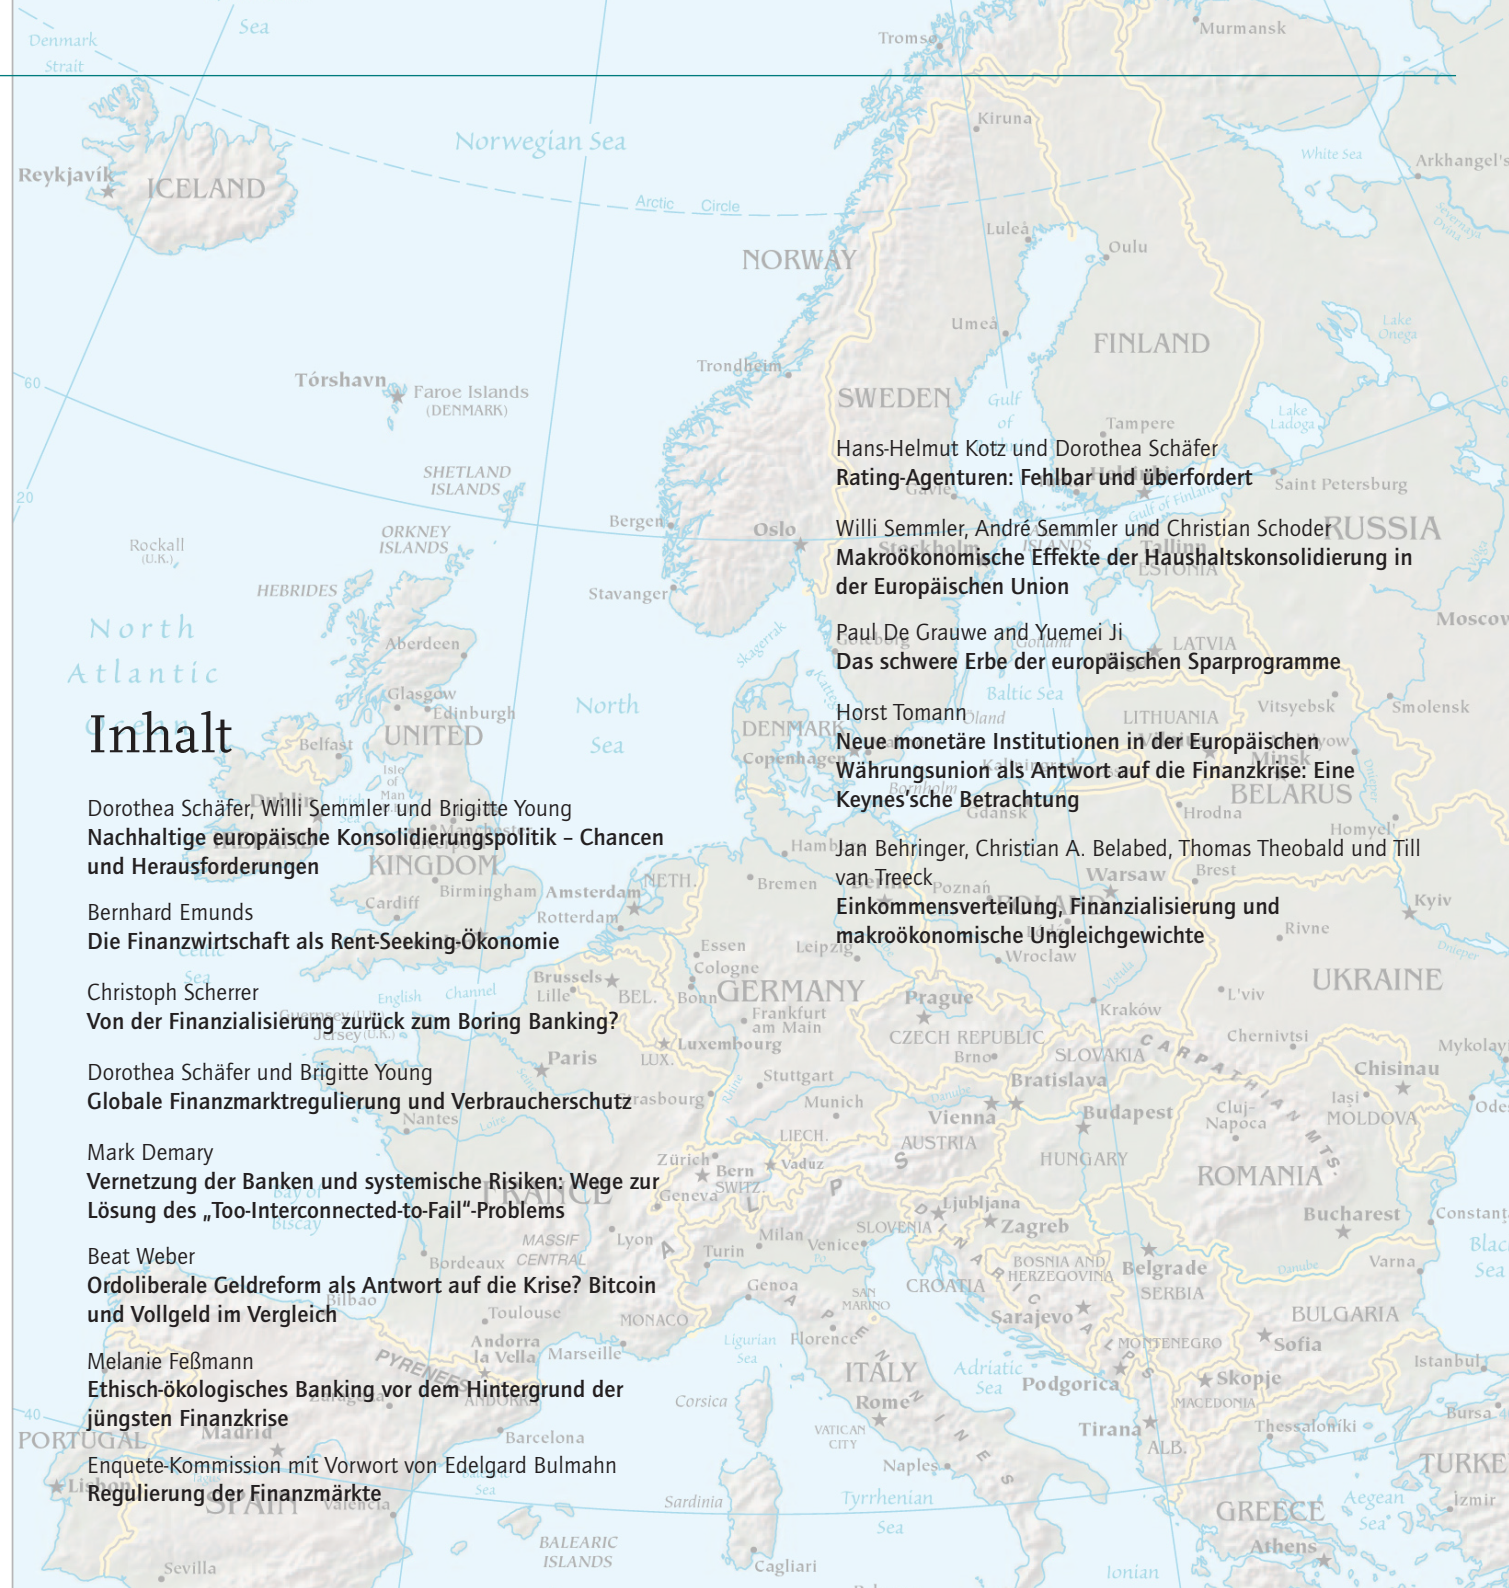 Inhalt
Dorothea Schäfer, Willi Semmler und Brigitte Young
Nachhaltige europäische Konsolidierungspolitik – Chancen
und Herausforderungen
Bernhard Emunds
Die Finanzwirtschaft als Rent-Seeking-Ökonomie
Christoph Scherrer
Von der Finanzialisierung zurück zum Boring Banking?
Dorothea Schäfer und Brigitte Young
Globale Finanzmarktregulierung und Verbraucherschutz
Mark Demary
Vernetzung der Banken und systemische Risiken: Wege zur
Lösung des „Too-Interconnected-to-Fail“-Problems
Beat Weber
Ordoliberale Geldreform als Antwort auf die Krise? Bitcoin
und Vollgeld im Vergleich
Melanie Feßmann
Ethisch-ökologisches Banking vor dem Hintergrund der
jüngsten Finanzkrise
Enquete-Kommission mit Vorwort von Edelgard Bulmahn
Regulierung der Finanzmärkte
Hans-Helmut Kotz und Dorothea Schäfer
Rating-Agenturen: Fehlbar und überfordert
Willi Semmler, André Semmler und Christian Schoder
Makroökonomische Effekte der Haushaltskonsolidierung in
der Europäischen Union
Paul De Grauwe and Yuemei Ji
Das schwere Erbe der europäischen Sparprogramme
Horst Tomann
Neue monetäre Institutionen in der Europäischen
Währungsunion als Antwort auf die Finanzkrise: Eine
Keynes’sche Betrachtung
Jan Behringer, Christian A. Belabed, Thomas Theobald und Till
van Treeck
Einkommensverteilung, Finanzialisierung und
makroökonomische Ungleichgewichte
Denmark
Strait
Sea
Norwegian Sea
Tromsø
Murmansk
Kiruna
White Sea
Reykjavík
ICELAND
Arctic Circle
Luleå
Oulu
NORWAY
Umeå
FINLAND
Lake
Onega
Trondheim
Tórshavn
Faroe Islands
(DENMARK)
SWEDEN
Gulf
of
Lake
Ladoga
Tampere
60
20
SHETLAND
ISLANDS
Saint Petersburg
Bergen
Oslo
ORKNEY
ISLANDS
Rockall
(U.K.)
RUSSIA
HEBRIDES
Stavanger
ESTONIA
North
Atlantic
Aberdeen
Skagerrak
LATVIA
Glasgow
Edinburgh
North
Sea
Baltic Sea
DENMARK
Copenhagen
LITHUANIA
Vitsyebsk
Smolensk
Belfast
UNITED
KINGDOM
Isle
of
Man
Minsk
BELARUS
Hrodna
Homyel'
Gdańsk
Birmingham
Cardiff
Amsterdam
Rotterdam
NETH.
Bremen
Poznań
Warsaw
Brest
Kyiv
Rivne
Essen
Cologne
Bonn
Leipzig
Wroclaw
Celtic
Sea
English Channel
Brussels
Lille
BEL.
GERMANY
Frankfurt
am Main
Prague
CZECH REPUBLIC
Brno
Kraków
L'viv
UKRAINE
Paris
LUX.
Luxembourg
Stuttgart
Munich
SLOVAKIA
Bratislava
Vienna
CARPATHIAN MTS.
Chernivtsi
Chisinau
Iași
MOLDOVA
Nantes
Loire
LIECH.
AUSTRIA
Budapest
HUNGARY
Cluj-
Napoca
ROMANIA
Zürich
Bern
Vaduz
SWITZ.
Geneva
FRANCE
Bay of
Biscay
Bordeaux
MASSIF
CENTRAL
Lyon
ALPS
Turin
Milan
Venice
SLOVENIA
Ljubljana
Zagreb
Bucharest
CROATIA
BOSNIA AND
HERZEGOVINA
Belgrade
SERBIA
Varna
Danube
Genoa
SAN
MARINO
Sarajevo
BULGARIA
Sofia
Bilbao
Toulouse
MONACO
Marseille
Andorra
la Vella
PYRENEES
Florence
Ligurian
Sea
Corsica
ITALY
Rome
VATICAN
CITY
Adriatic
Sea
MONTENEGRO
Podgorica
Skopje
MACEDONIA
Tirana
ALB.
Thessaloniki
Istanbul
Bursa
40
PORTUGAL
Madrid
Barcelona
Lisbon
SPAIN
Valencia
Naples
Sardinia
Tyrrhenian
Sea
GREECE
Aegean
Sea
İzmir
Athens
BALEARIC
ISLANDS
Sevilla
Cagliari
Ionian